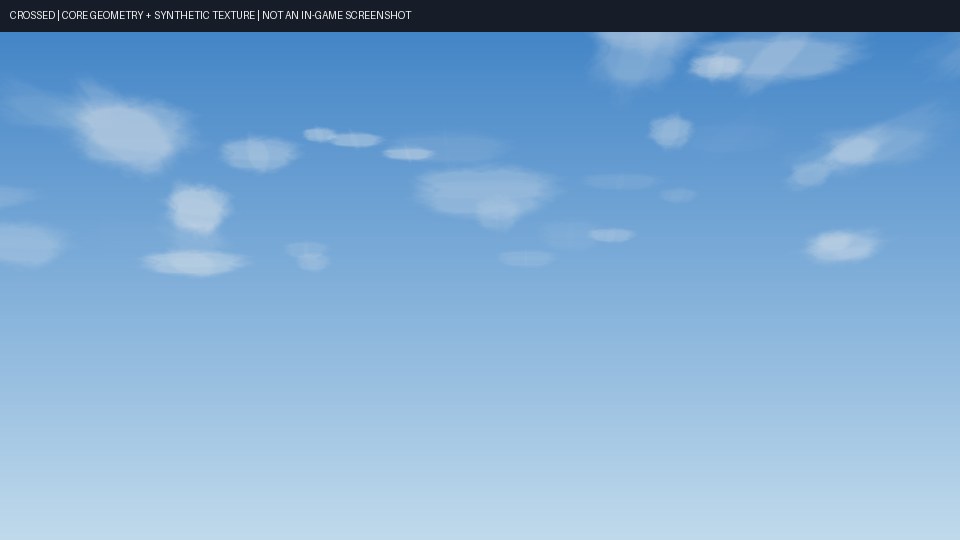 CROSSED | CORE GEOMETRY + SYNTHETIC TEXTURE | NOT AN IN-GAME SCREENSHOT